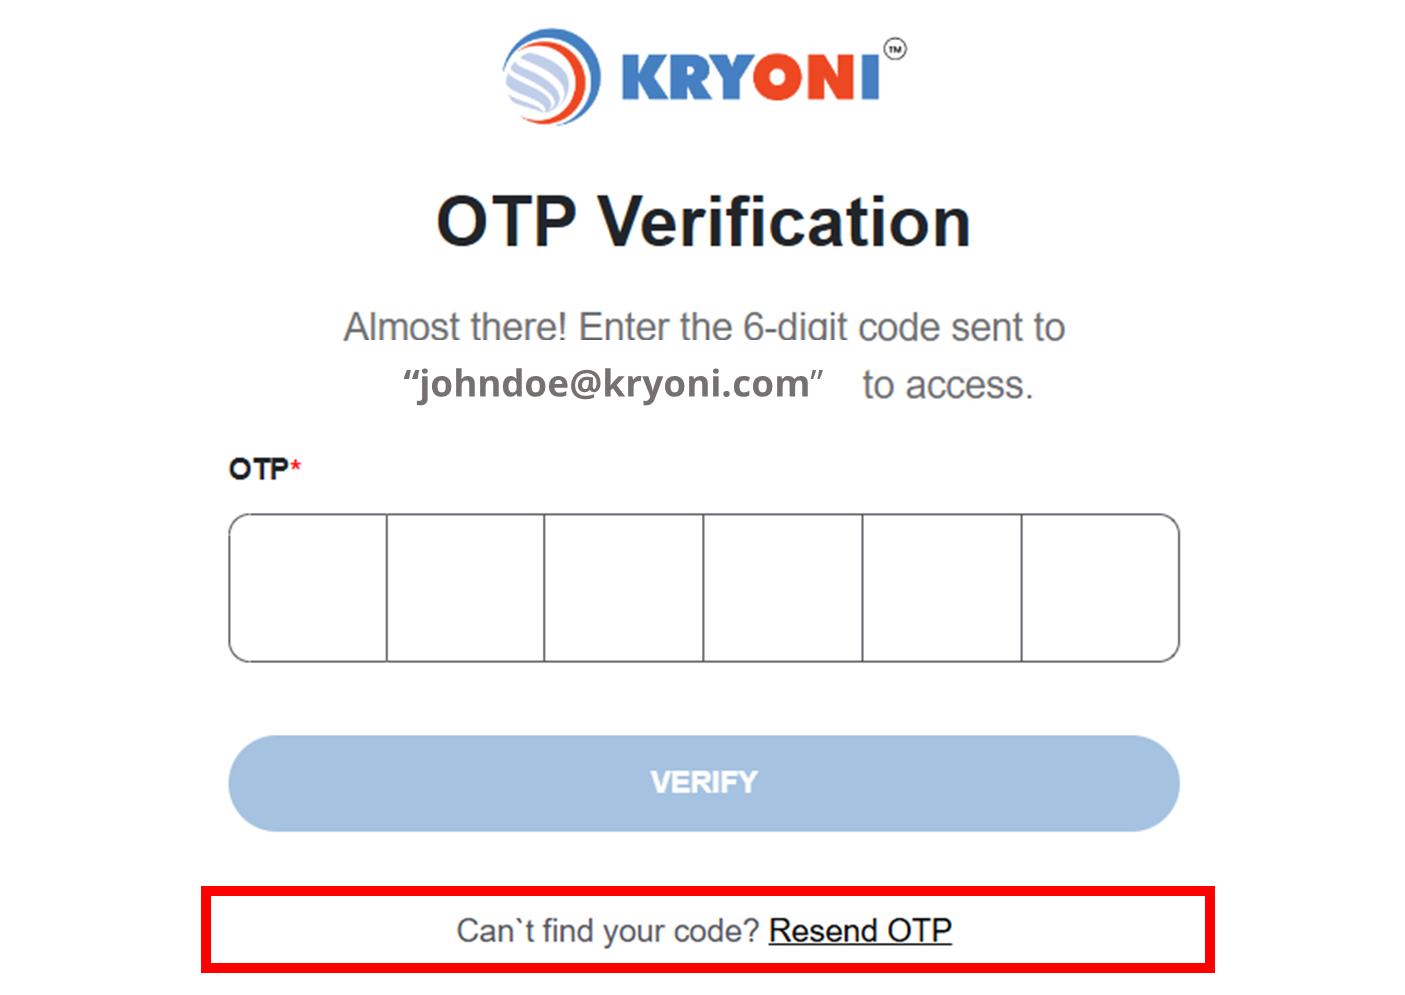 KRYONI™
OTP Verification
Almost there! Enter the 6-digit code sent to
“johndoe@kryoni.com” to access.
OTP*
VERIFY
Can`t find your code? Resend OTP